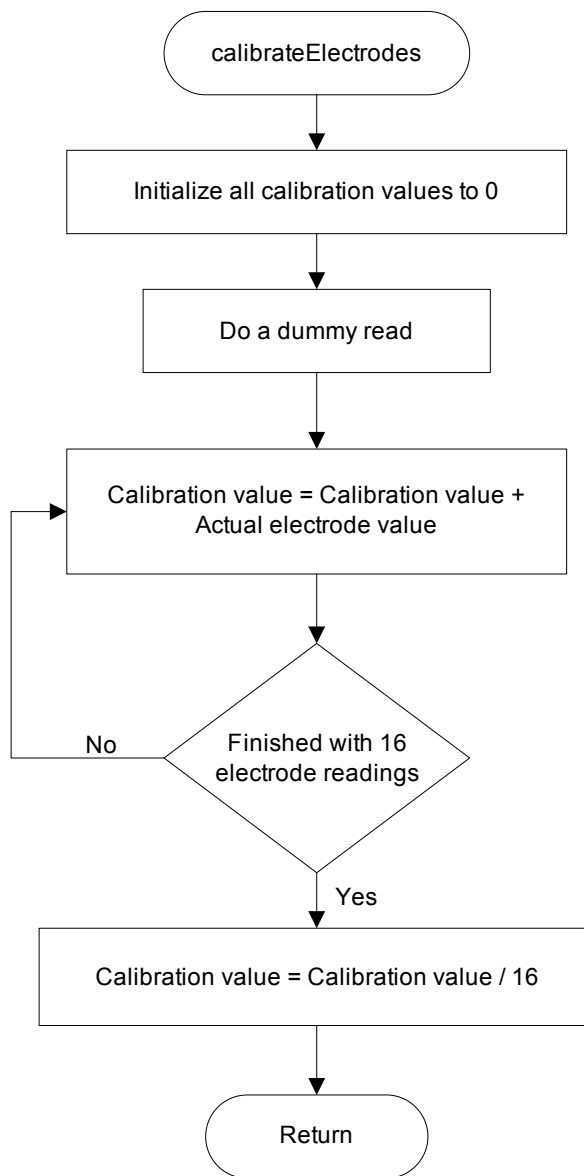 calibrateElectrodes
Initialize all calibration values to 0
Do a dummy read
Calibration value = Calibration value +
Actual electrode value
Finished with 16
electrode readings
No
Yes
Calibration value = Calibration value / 16
Return